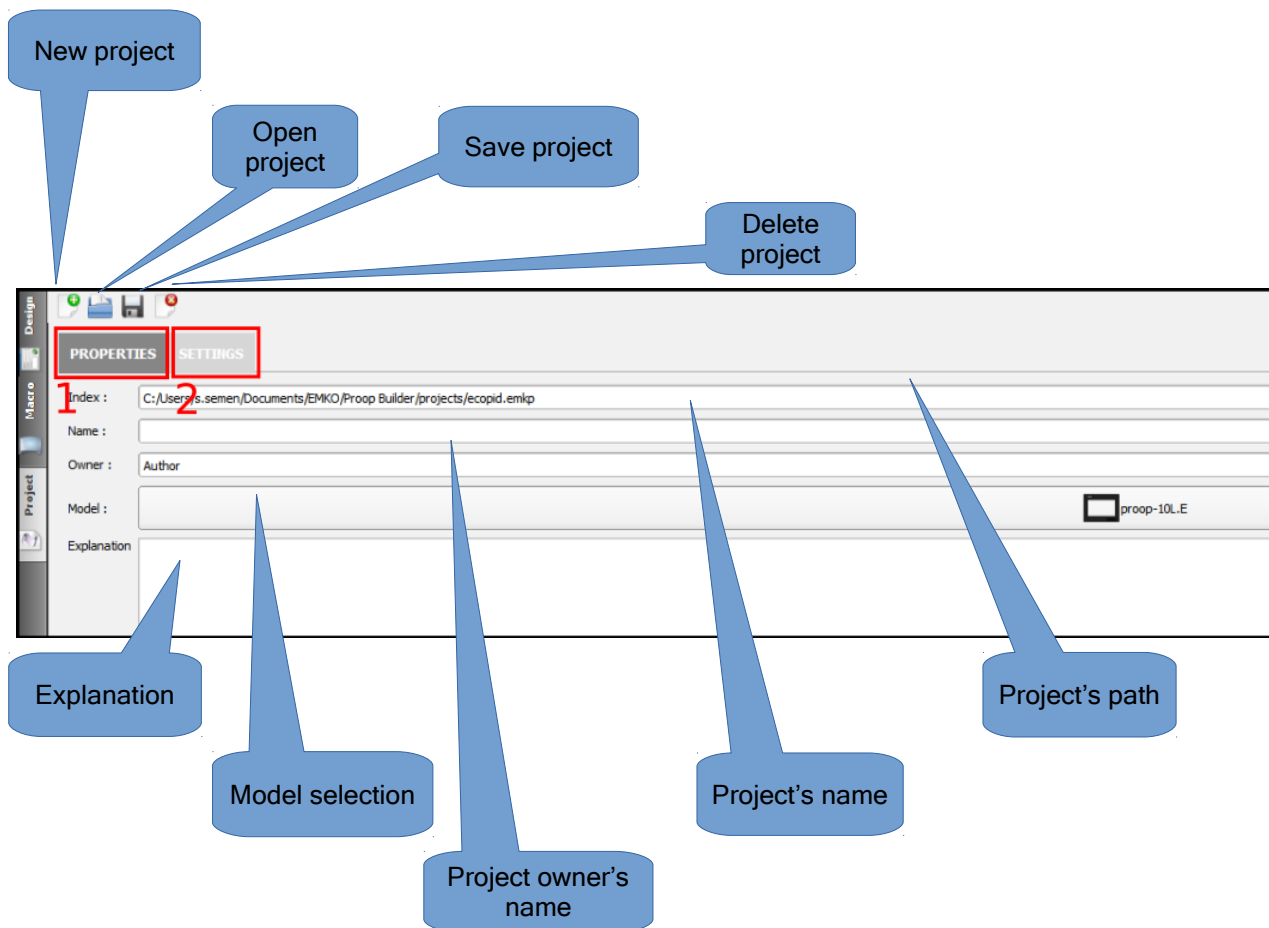 New project
Open
project
Save project
Delete
project
Design
Macro
Project
PROPERTIES
SETTINGS
1
2
Index :
C:/Users/s.semen/Documents/EMKO/Proop Builder/projects/ecopid.emkp
Name :
Owner :
Author
Model :
proop-10L.E
Explanation
Explanation
Project’s path
Model selection
Project’s name
Project owner’s
name